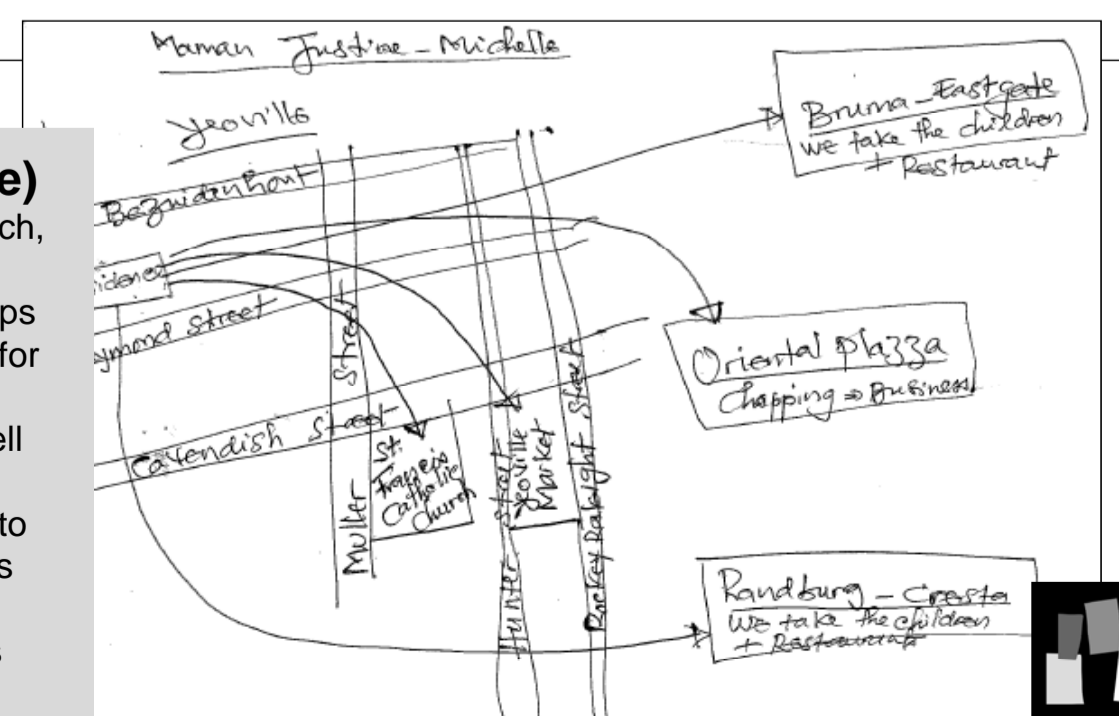 Maman Justine - Michelle
Yeoville
Bruma - Eastgate
we take the children
+ Restaurant
Bezuidenhout
idence
ymond Street
Cavendish Street
Muller Street
St.
Francis
Catholic
Church
Hunter Street
Yeoville
Market
Rockey Raleigh Street
Oriental Plazza
Chopping ⇒ Business
Randburg - Cresta
We take the children
+ Restaurant
e)
ch,
ps
for
ell
to
s
s